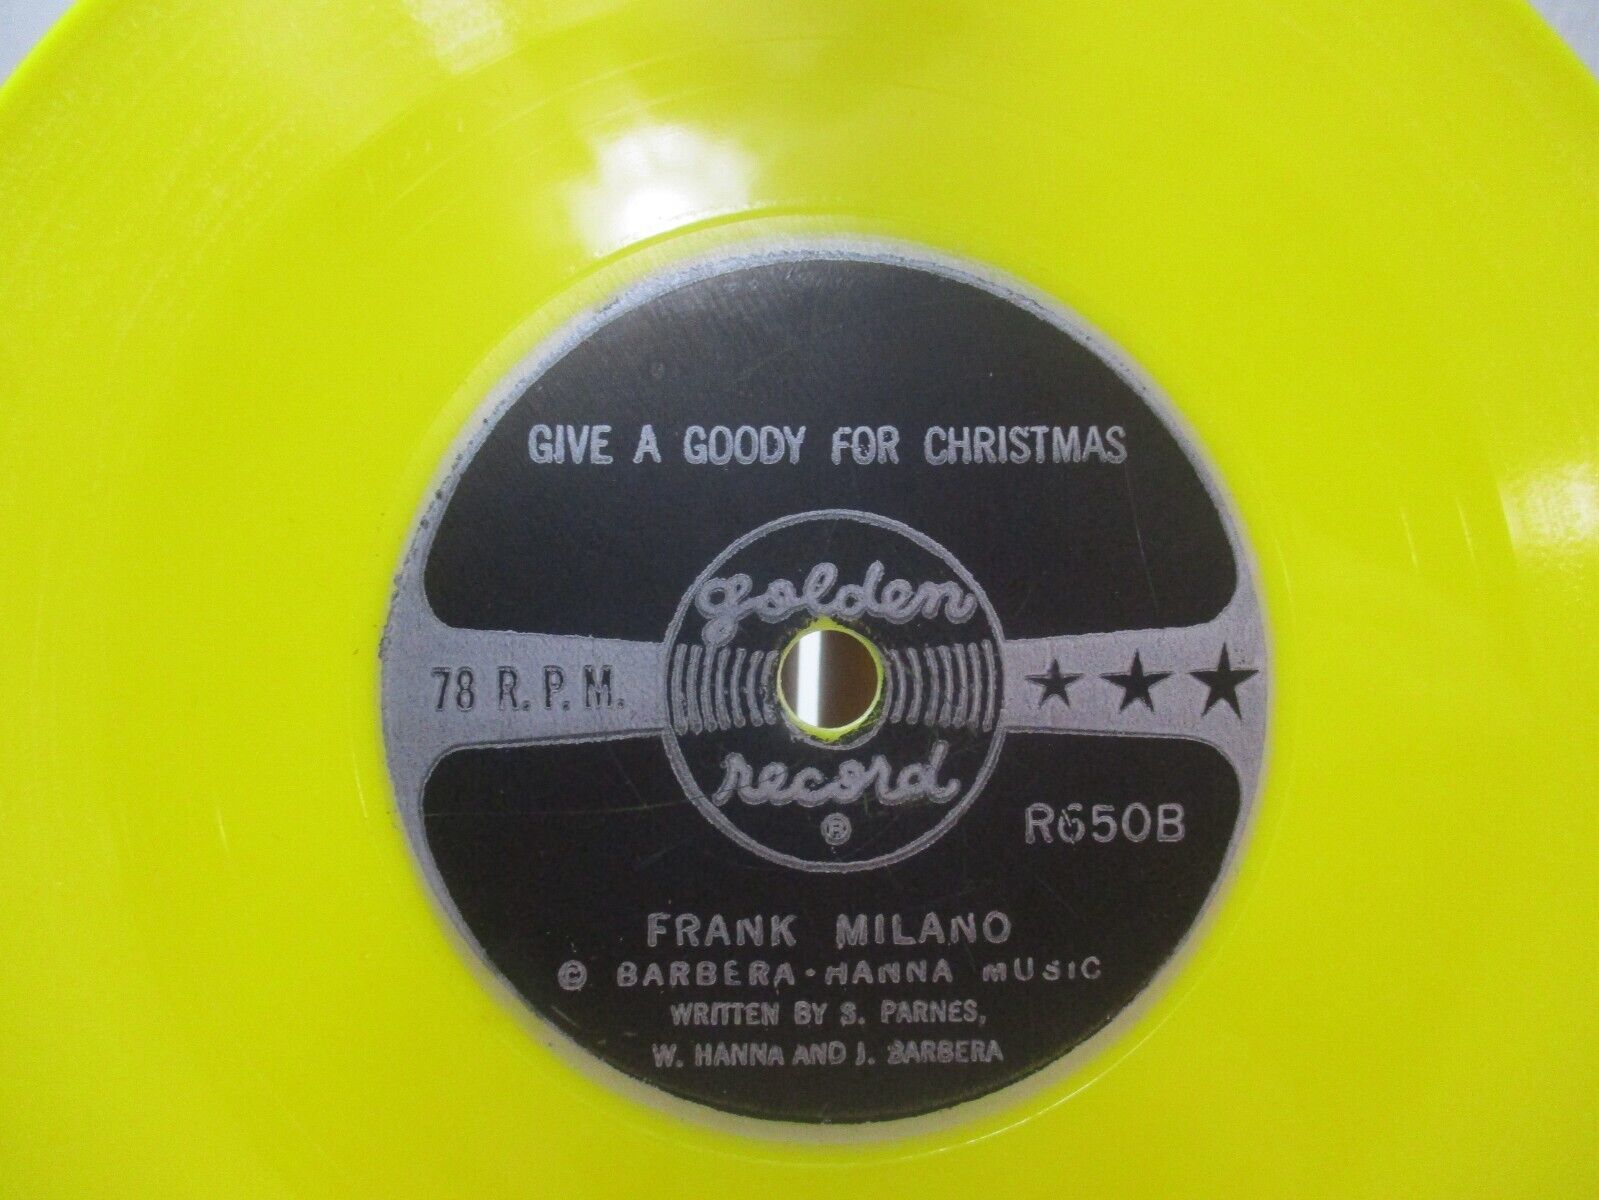 GIVE A GOODY FOR CHRISTMAS
golden
78 R.P.M.
record
®
R650B
FRANK MILANO
© BARBERA·HANNA MUSIC
WRITTEN BY S. PARNES,
W. HANNA AND J. BARBERA